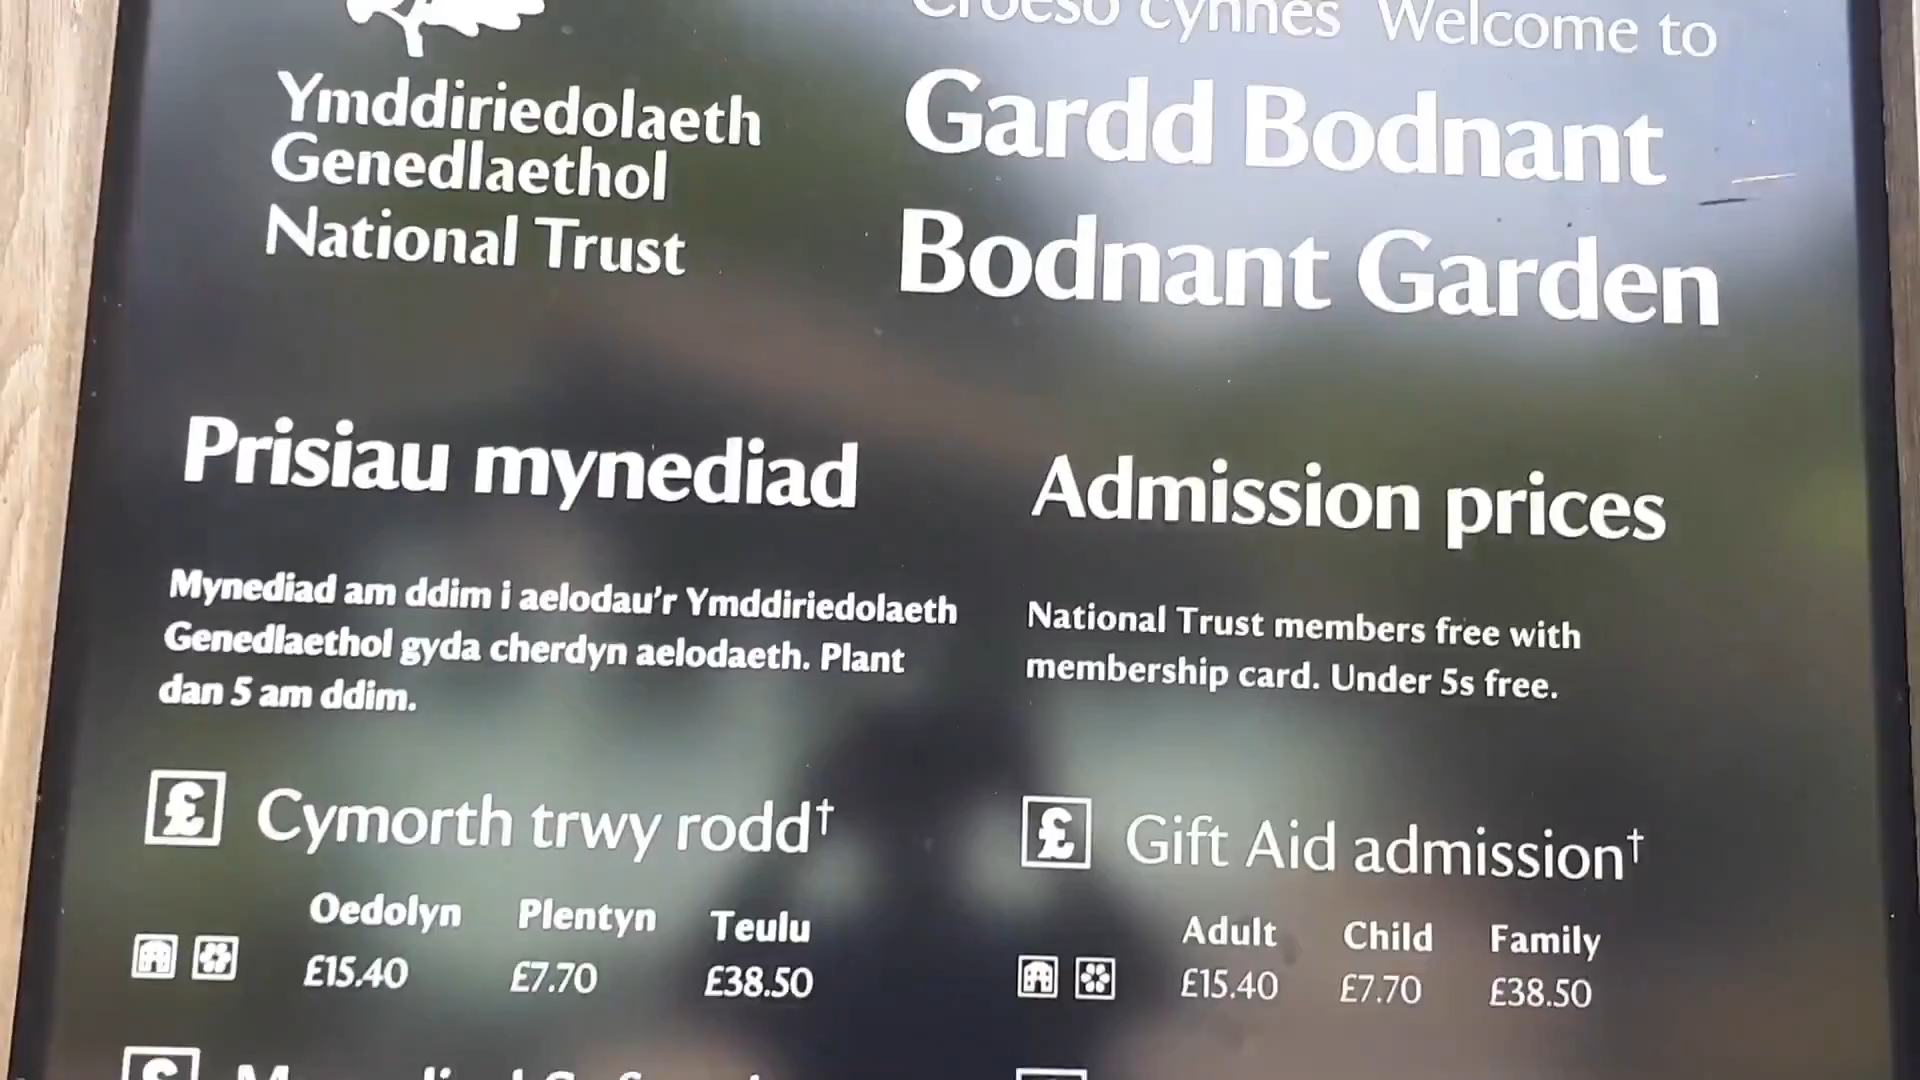 Ymddiriedolaeth
Genedlaethol
National Trust
Croeso cynnes Welcome to
Gardd Bodnant
Bodnant Garden
Prisiau mynediad
Mynediad am ddim i aelodau'r Ymddiriedolaeth
Genedlaethol gyda cherdyn aelodaeth. Plant
dan 5 am ddim.
£ Cymorth trwy rodd†
Oedolyn Plentyn Teulu
£15.40 £7.70 £38.50
Admission prices
National Trust members free with
membership card. Under 5s free.
£ Gift Aid admission†
Adult Child Family
£15.40 £7.70 £38.50